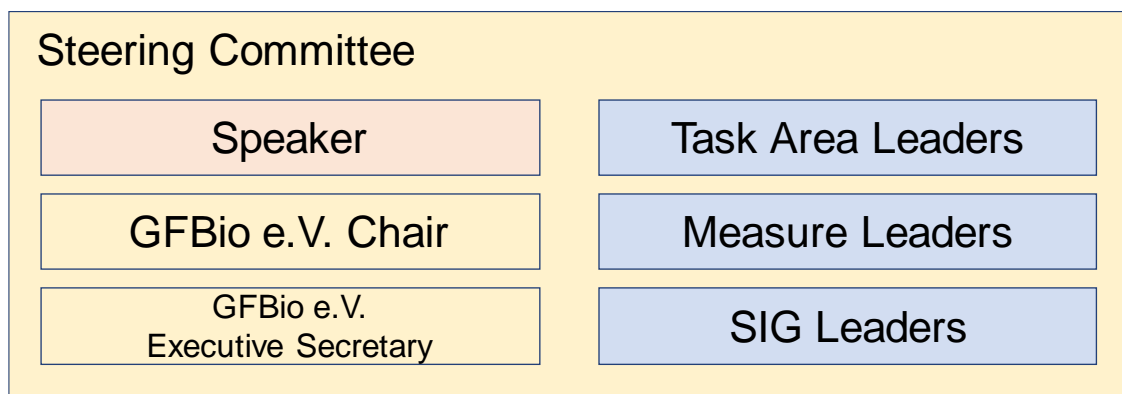 Steering Committee
Speaker
Task Area Leaders
GFBio e.V. Chair
Measure Leaders
GFBio e.V.
Executive Secretary
SIG Leaders